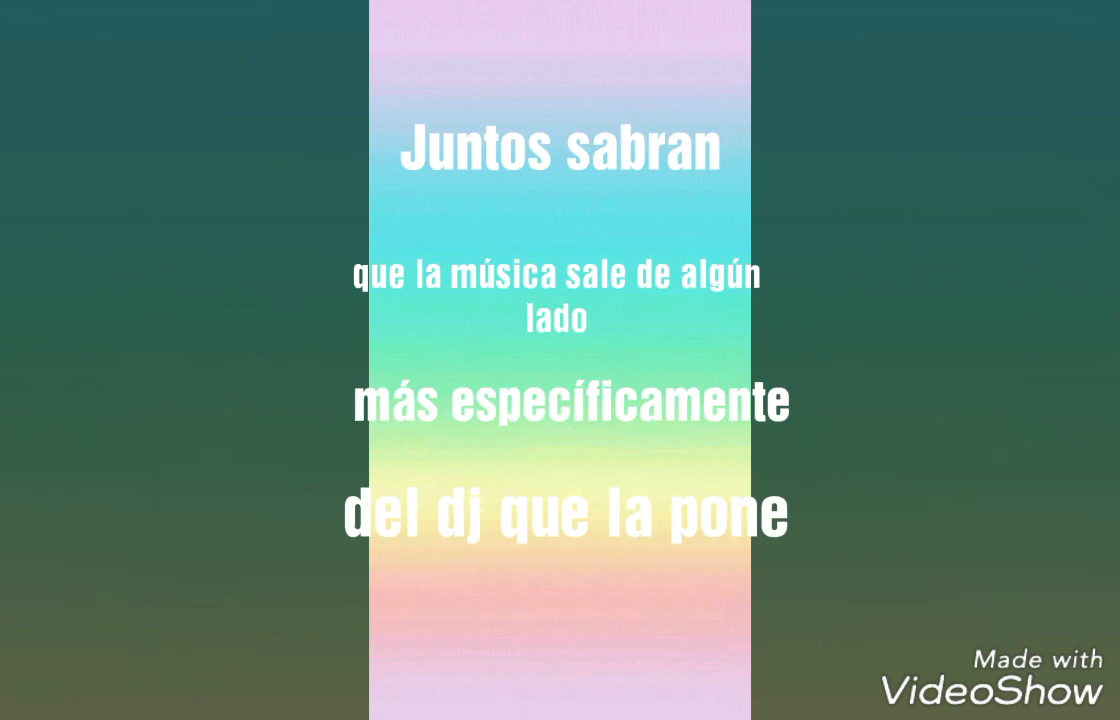 Juntos sabran
que la música sale de algún
lado
más específicamente
del dj que la pone
Made with
VideoShow